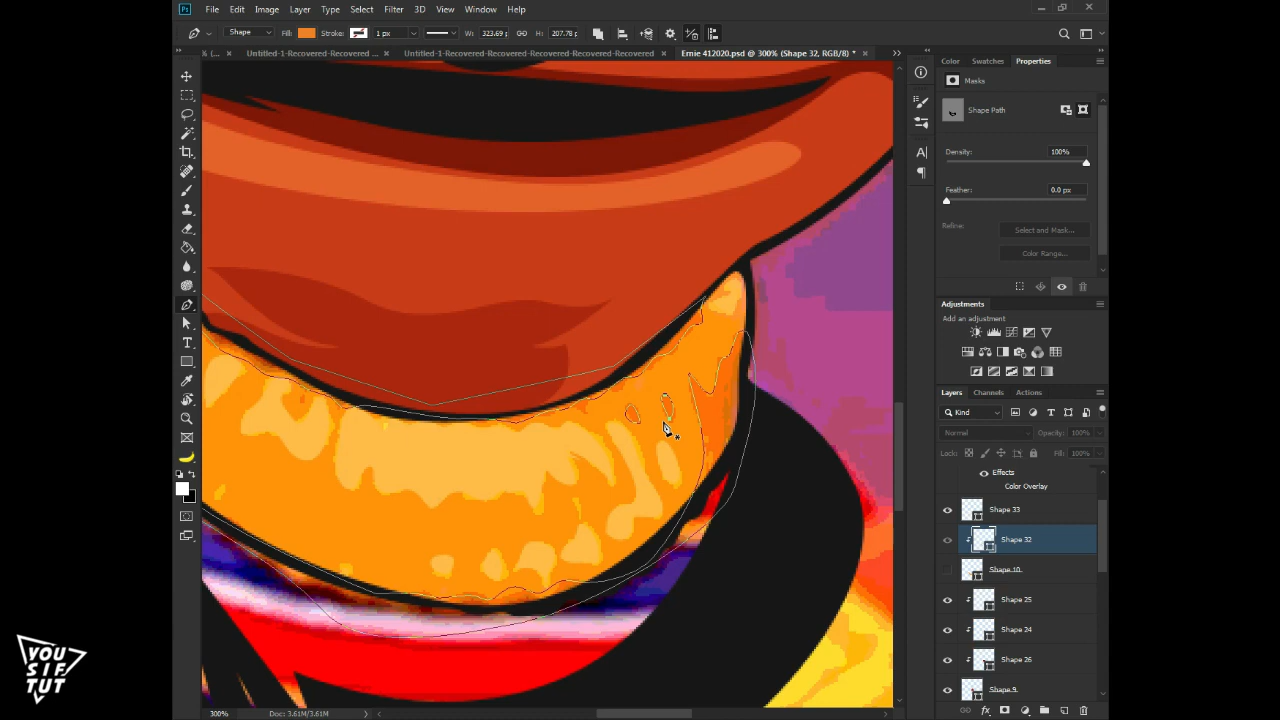 Ps File Edit Image Layer Type Select Filter 3D View Window Help
Shape Fill: Stroke: 1 px W: 323.69 p H: 207.78 p
% ( Untitled-1-Recovered-Recovered ... Untitled-1-Recovered-Recovered-Recovered-Recovered-Recovered Ernie 412020.psd @ 300% (Shape 32, RGB/8) *
Color Swatches Properties
Masks
Shape Path
Density: 100%
Feather: 0.0 px
Refine: Select and Mask...
Color Range...
Adjustments
Add an adjustment
Layers Channels Actions
Kind
Normal Opacity: 100%
Lock: Fill: 100%
Effects
Color Overlay
Shape 33
Shape 32
Shape 10
Shape 25
Shape 24
Shape 26
Shape 9
300% Doc: 3.61M/3.61M
YOU
SIF
TUT